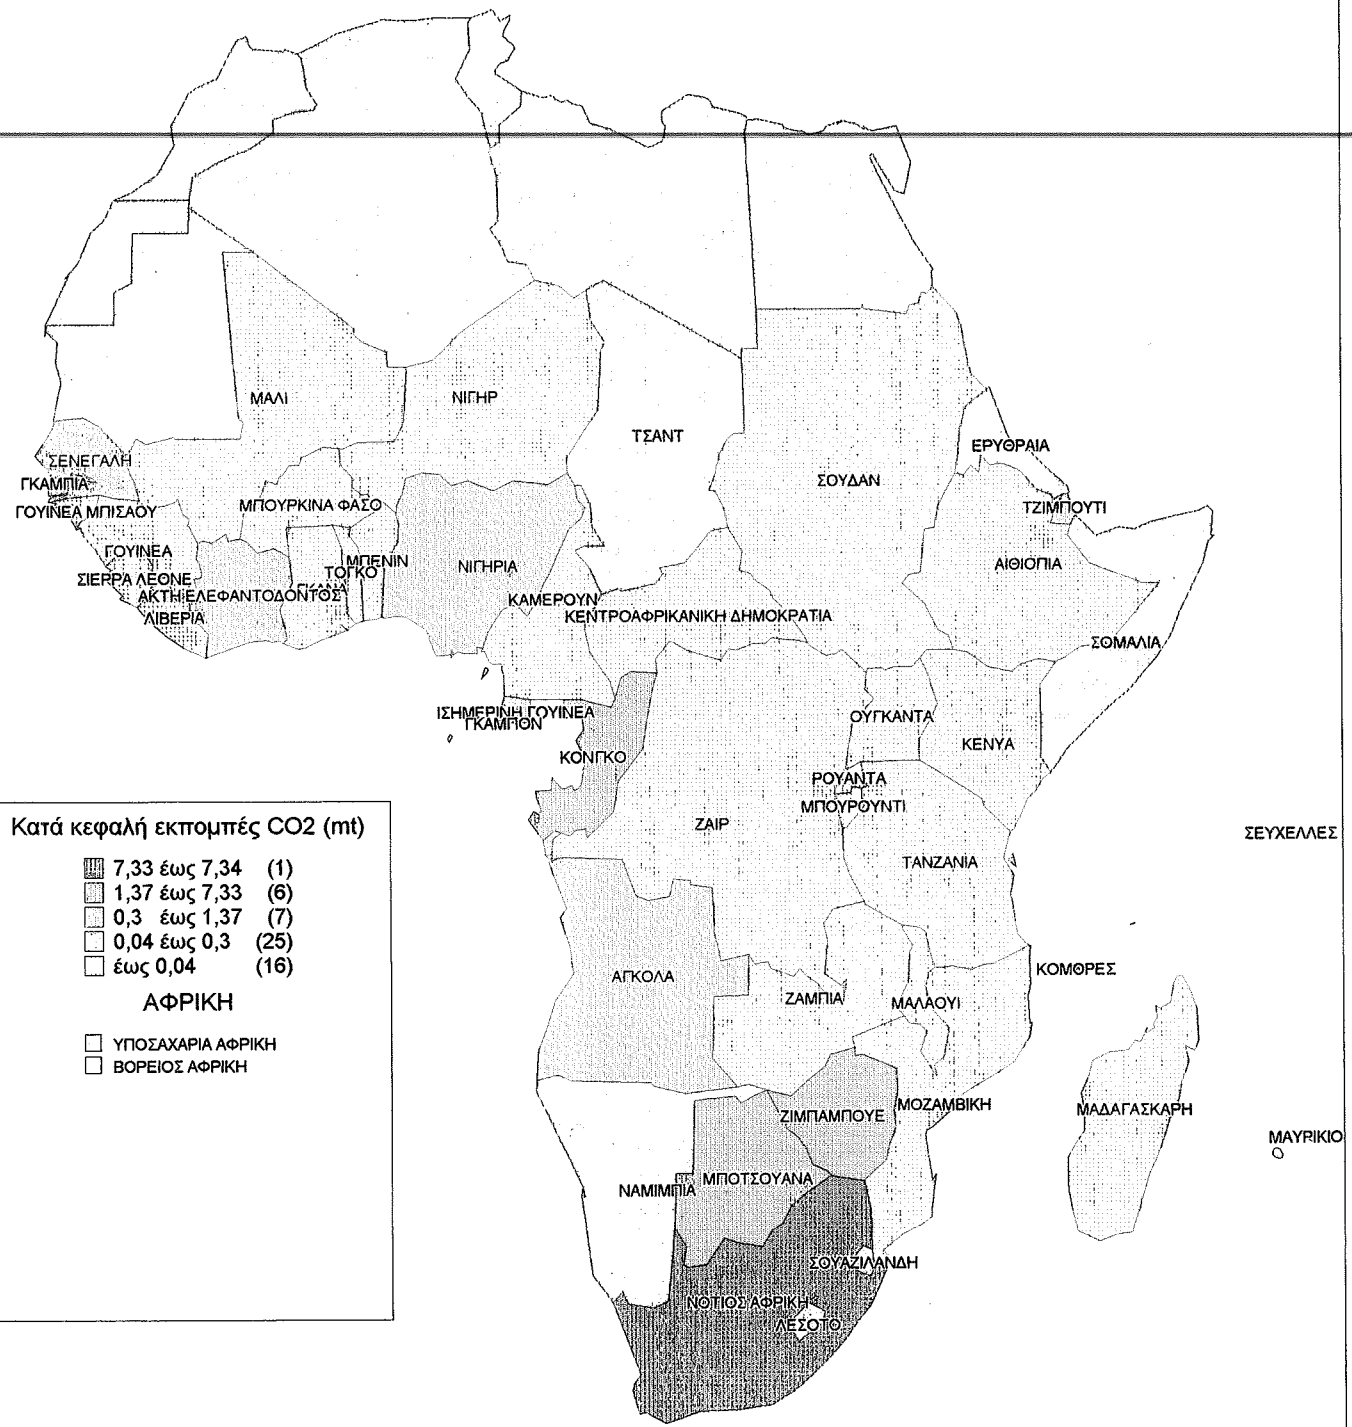 ΜΑΛΙ
ΝΙΓΗΡ
ΤΣΑΝΤ
ΕΡΥΘΡΑΙΑ
ΣΕΝΕΓΑΛΗ
ΣΟΥΔΑΝ
ΓΚΑΜΠΙΑ
ΜΠΟΥΡΚΙΝΑ ΦΑΣΟ
ΤΖΙΜΠΟΥΤΙ
ΓΟΥΙΝΕΑ ΜΠΙΣΑΟΥ
ΓΟΥΙΝΕΑ
ΜΠΕΝΙΝ
ΝΙΓΗΡΙΑ
ΑΙΘΙΟΠΙΑ
ΤΟΓΚΟ
ΣΙΕΡΡΑ ΛΕΟΝΕ
ΓΚΑΝΑ
ΑΚΤΗ ΕΛΕΦΑΝΤΟΔΟΝΤΟΣ
ΚΑΜΕΡΟΥΝ
ΛΙΒΕΡΙΑ
ΚΕΝΤΡΟΑΦΡΙΚΑΝΙΚΗ ΔΗΜΟΚΡΑΤΙΑ
ΣΟΜΑΛΙΑ
ΙΣΗΜΕΡΙΝΗ ΓΟΥΙΝΕΑ
ΓΚΑΜΠΟΝ
ΟΥΓΚΑΝΤΑ
ΚΕΝΥΑ
ΚΟΝΓΚΟ
ΡΟΥΑΝΤΑ
ΜΠΟΥΡΟΥΝΤΙ
ΖΑΙΡ
ΣΕΥΧΕΛΛΕΣ
ΤΑΝΖΑΝΙΑ
Κατά κεφαλή εκπομπές CO2 (mt)
7,33 έως 7,34 (1)
1,37 έως 7,33 (6)
0,3 έως 1,37 (7)
0,04 έως 0,3 (25)
έως 0,04 (16)
ΑΦΡΙΚΗ
ΥΠΟΣΑΧΑΡΙΑ ΑΦΡΙΚΗ
ΒΟΡΕΙΟΣ ΑΦΡΙΚΗ
ΑΓΚΟΛΑ
ΚΟΜΟΡΕΣ
ΖΑΜΠΙΑ
ΜΑΛΑΟΥΙ
ΜΟΖΑΜΒΙΚΗ
ΜΑΔΑΓΑΣΚΑΡΗ
ΖΙΜΠΑΜΠΟΥΕ
ΜΑΥΡΙΚΙΟ
ΜΠΟΤΣΟΥΑΝΑ
ΝΑΜΙΜΠΙΑ
ΣΟΥΑΖΙΛΑΝΔΗ
ΝΟΤΙΟΣ ΑΦΡΙΚΗ
ΛΕΣΟΤΟ